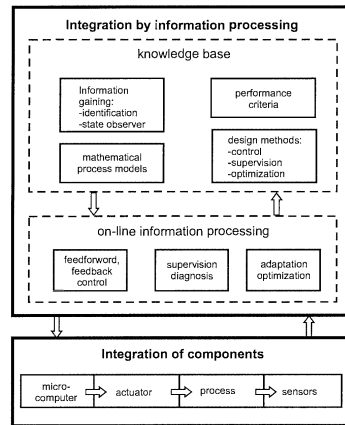 Integration by information processing
knowledge base
Information
gaining:
-identification
-state observer
performance
criteria
mathematical
process models
design methods:
-control
-supervision
-optimization
on-line information processing
feedforword,
feedback
control
supervision
diagnosis
adaptation
optimization
Integration of components
micro-
computer
actuator
process
sensors